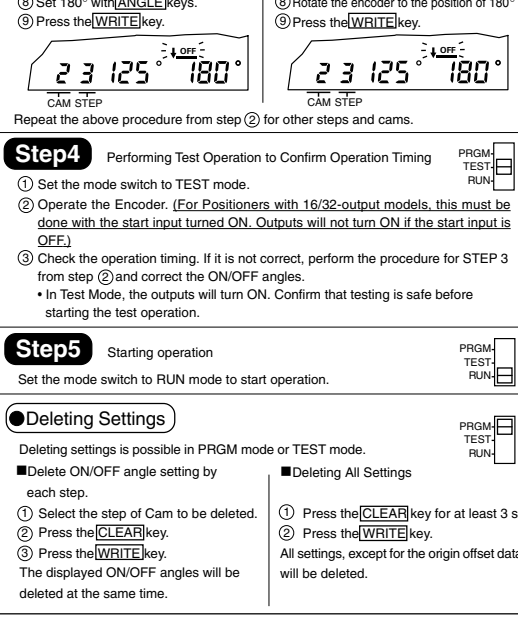 ⑧ Set 180° with ANGLE keys.
⑨ Press the WRITE key.
OFF
2 3 125° 180°
CAM STEP
⑧ Rotate the encoder to the position of 180°
⑨ Press the WRITE key.
OFF
2 3 125° 180°
CAM STEP
Repeat the above procedure from step ② for other steps and cams.
Step4 Performing Test Operation to Confirm Operation Timing
PRGM
TEST
RUN
① Set the mode switch to TEST mode.
② Operate the Encoder. (For Positioners with 16/32-output models, this must be
done with the start input turned ON. Outputs will not turn ON if the start input is
OFF.)
③ Check the operation timing. If it is not correct, perform the procedure for STEP 3
from step ② and correct the ON/OFF angles.
• In Test Mode, the outputs will turn ON. Confirm that testing is safe before
starting the test operation.
Step5 Starting operation
PRGM
TEST
RUN
Set the mode switch to RUN mode to start operation.
●Deleting Settings
PRGM
TEST
RUN
Deleting settings is possible in PRGM mode or TEST mode.
■Delete ON/OFF angle setting by
each step.
① Select the step of Cam to be deleted.
② Press the CLEAR key.
③ Press the WRITE key.
The displayed ON/OFF angles will be
deleted at the same time.
■Deleting All Settings
① Press the CLEAR key for at least 3 s
② Press the WRITE key.
All settings, except for the origin offset data
will be deleted.